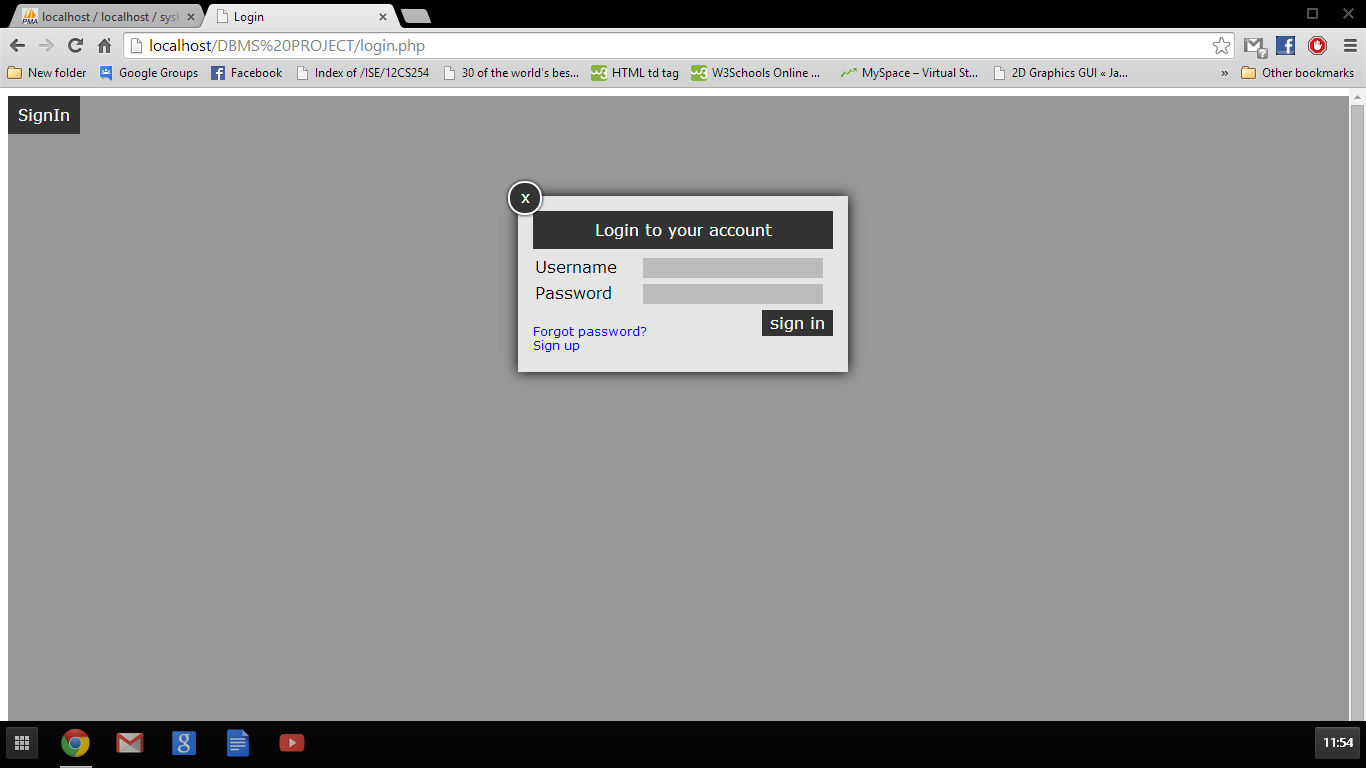 localhost / localhost / sysl
Login
localhost/DBMS%20PROJECT/login.php
New folder
Google Groups
Facebook
Index of /ISE/12CS254
30 of the world's bes...
HTML td tag
W3Schools Online ...
MySpace – Virtual St...
2D Graphics GUI « Ja...
»
Other bookmarks
SignIn
x
Login to your account
Username
Password
sign in
Forgot password?
Sign up
11:54